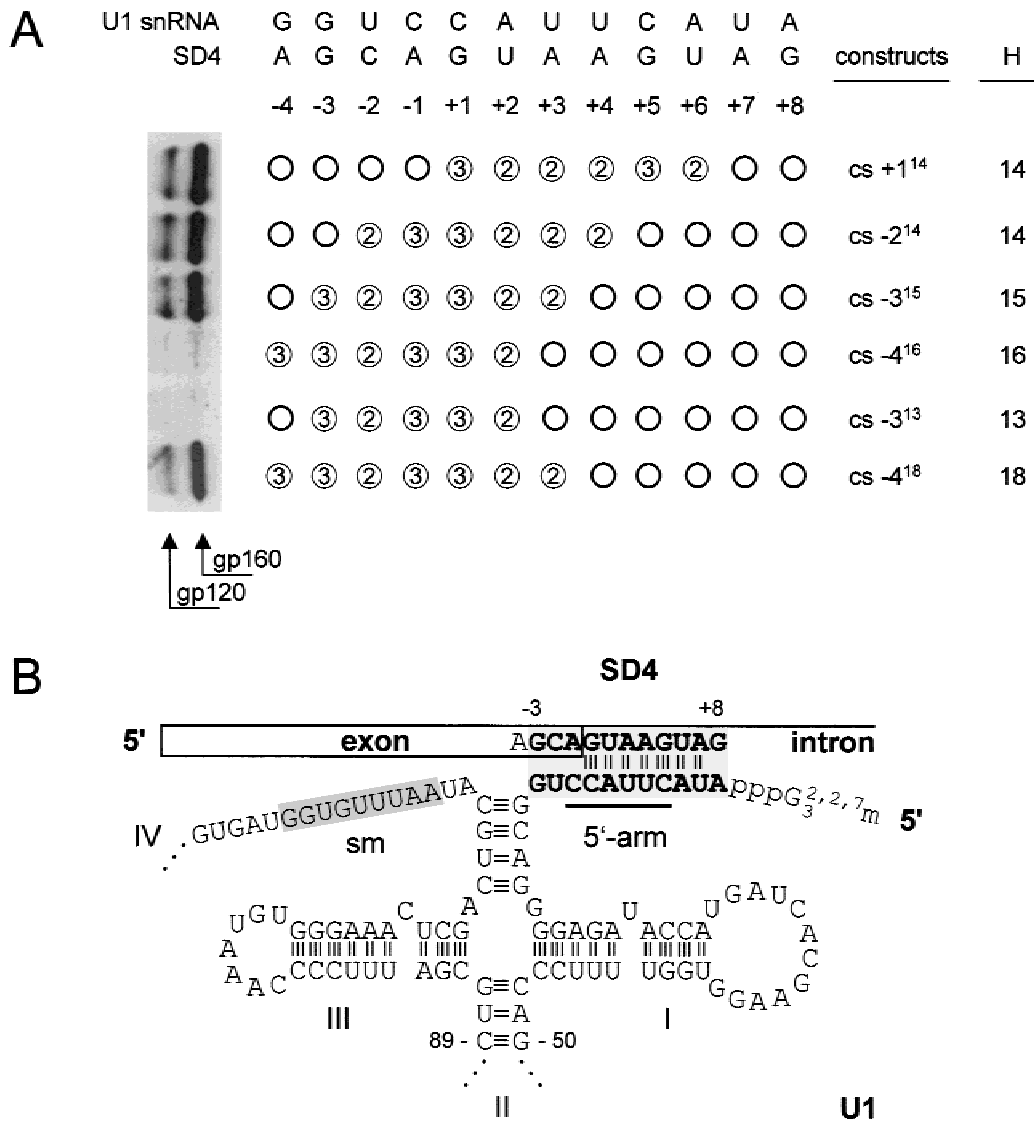 A
U1 snRNA G G U C C A U U C A U A
SD4 A G C A G U A A G U A G constructs H
-4 -3 -2 -1 +1 +2 +3 +4 +5 +6 +7 +8
3 2 2 2 3 2 cs +1¹⁴ 14
2 3 3 2 2 2 cs -2¹⁴ 14
3 2 3 3 2 2 cs -3¹⁵ 15
3 3 2 3 3 2 cs -4¹⁶ 16
3 2 3 3 2 cs -3¹³ 13
3 3 2 3 3 2 2 cs -4¹⁸ 18
gp160
gp120
B
SD4
-3 +8
5' exon AGCAGUAAGUAG intron
GUCCAUUCAUApppG₃²,²,⁷m 5'
5'-arm
IV GUGAUGGUGUUUAAUA
sm
C≡G
G≡C
U=A
C≡G
A G
UGU GGGAAA C UCG GGAGA U ACCA U GAUC
A A A A C CCCUUU AGC CCUUU UGGU G GAAG C A
III I
G≡C
U=A
89 - C≡G - 50
II
U1